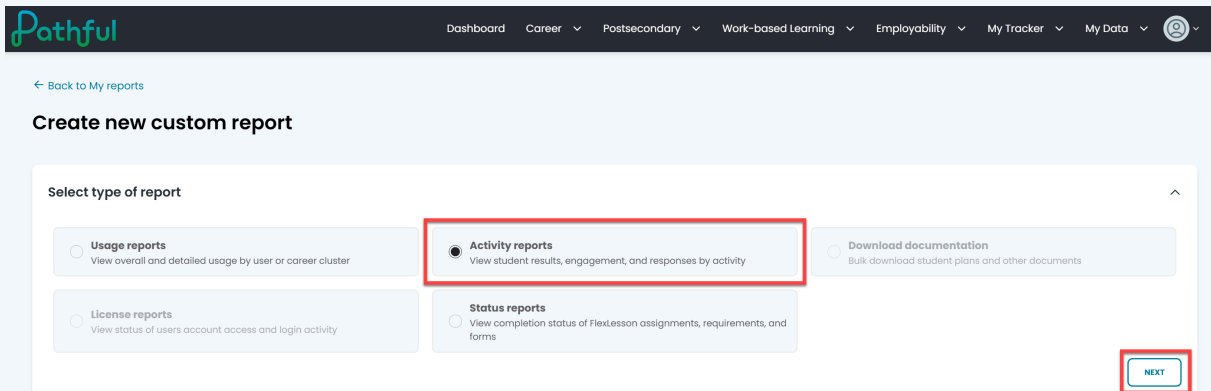 Pathful
Dashboard Career Postsecondary Work-based Learning Employability My Tracker My Data
← Back to My reports
Create new custom report
Select type of report
Usage reports
View overall and detailed usage by user or career cluster
Activity reports
View student results, engagement, and responses by activity
Download documentation
Bulk download student plans and other documents
License reports
View status of users account access and login activity
Status reports
View completion status of FlexLesson assignments, requirements, and
forms
NEXT